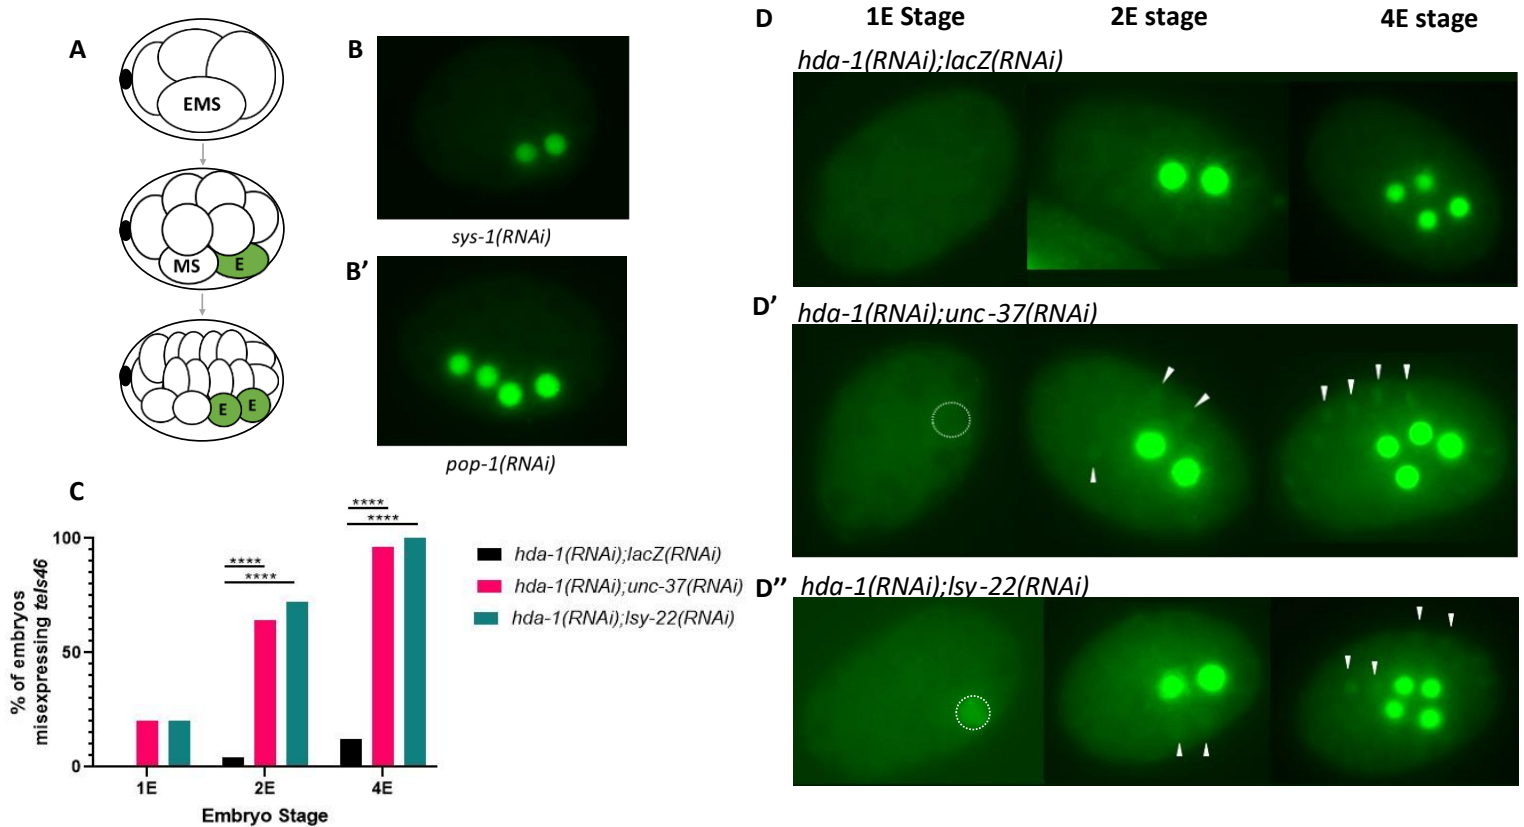 A
EMS
MS
E
E
E
B
sys-1(RNAi)
B'
pop-1(RNAi)
C
% of embryos
misexpressing teIs46
100
50
0
****
****
****
****
1E
2E
4E
Embryo Stage
hda-1(RNAi);lacZ(RNAi)
hda-1(RNAi);unc-37(RNAi)
hda-1(RNAi);lsy-22(RNAi)
D
1E Stage
2E stage
4E stage
hda-1(RNAi);lacZ(RNAi)
D'
hda-1(RNAi);unc-37(RNAi)
D''
hda-1(RNAi);lsy-22(RNAi)